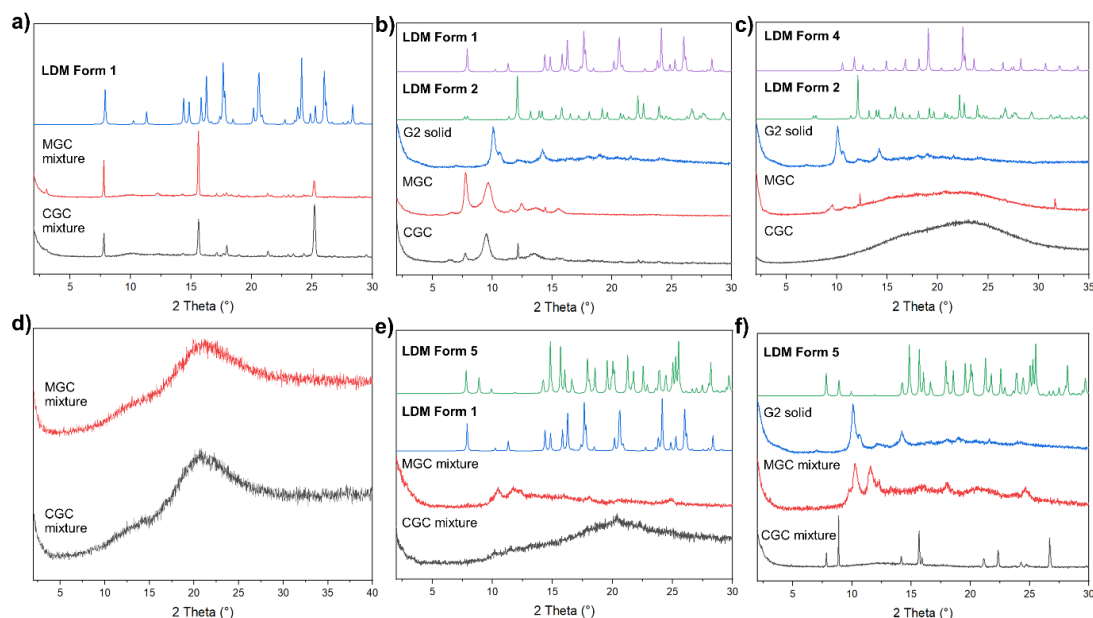 a)
LDM Form 1
MGC
mixture
CGC
mixture
5 10 15 20 25 30
2 Theta (°)
b)
LDM Form 1
LDM Form 2
G2 solid
MGC
CGC
5 10 15 20 25 30
2 Theta (°)
c)
LDM Form 4
LDM Form 2
G2 solid
MGC
CGC
5 10 15 20 25 30 35
2 Theta (°)
d)
MGC
mixture
CGC
mixture
5 10 15 20 25 30 35 40
2 Theta (°)
e)
LDM Form 5
LDM Form 1
MGC mixture
CGC mixture
5 10 15 20 25 30
2 Theta (°)
f)
LDM Form 5
G2 solid
MGC mixture
CGC mixture
5 10 15 20 25 30
2 Theta (°)